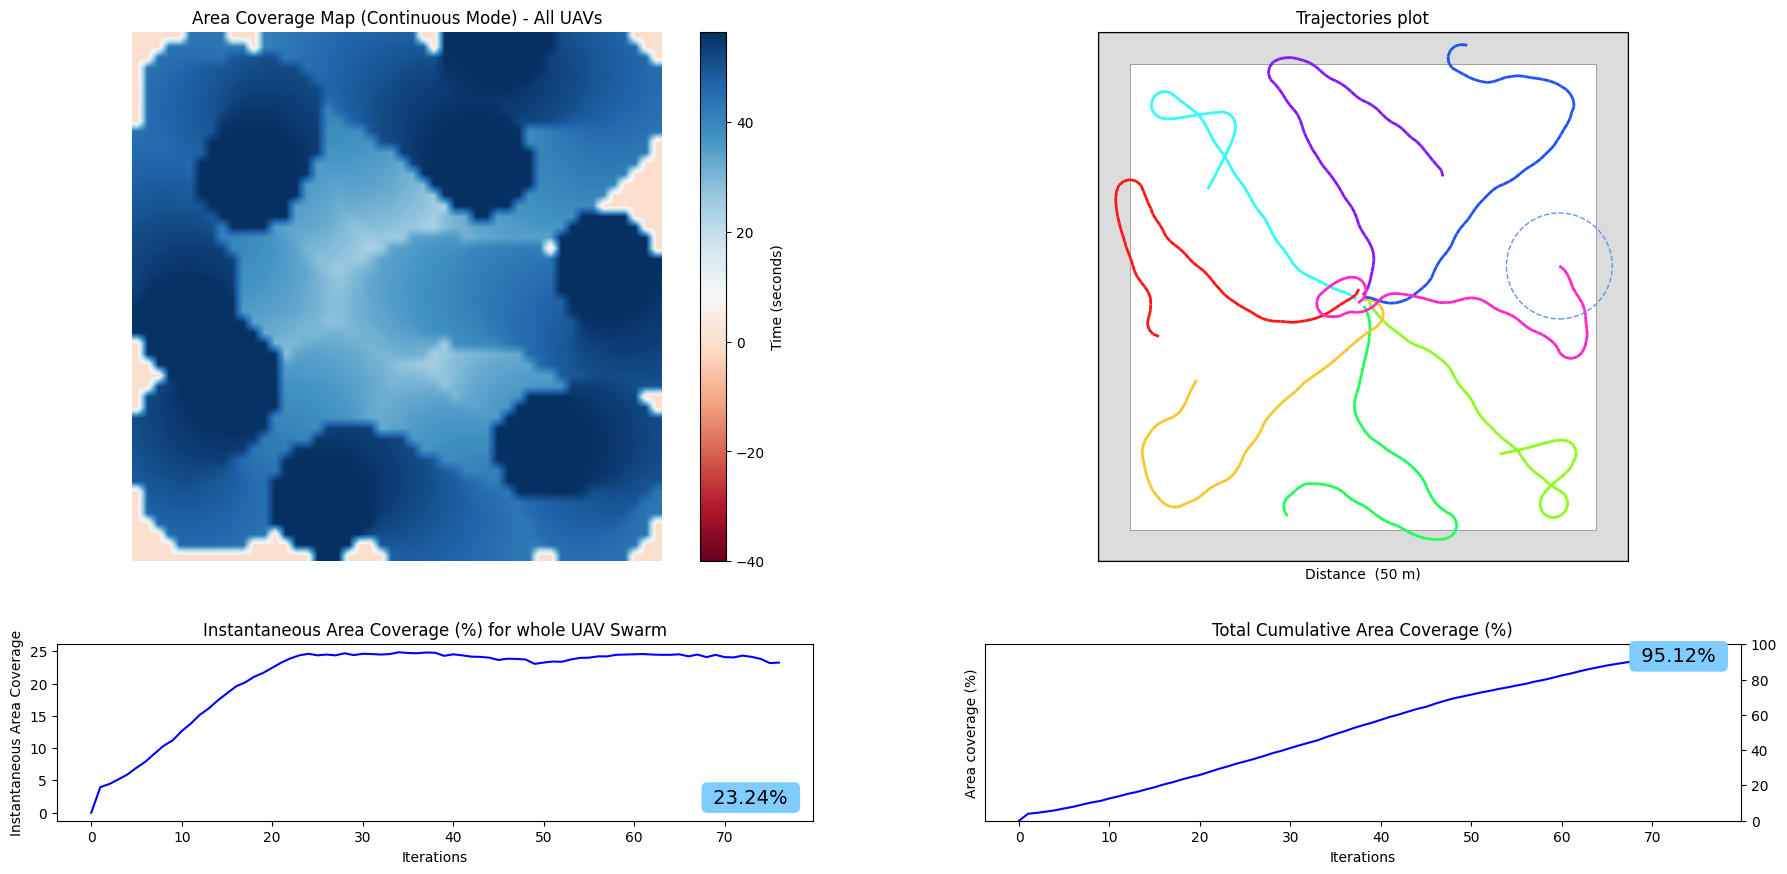 Area Coverage Map (Continuous Mode) - All UAVs
40
20
0
−20
−40
Time (seconds)
Trajectories plot
Distance  (50 m)
Instantaneous Area Coverage (%) for whole UAV Swarm
Instantaneous Area Coverage
25
20
15
10
5
0
23.24%
0 10 20 30 40 50 60 70
Iterations
Total Cumulative Area Coverage (%)
Area coverage (%)
95.12%
100
80
60
40
20
0
0 10 20 30 40 50 60 70
Iterations